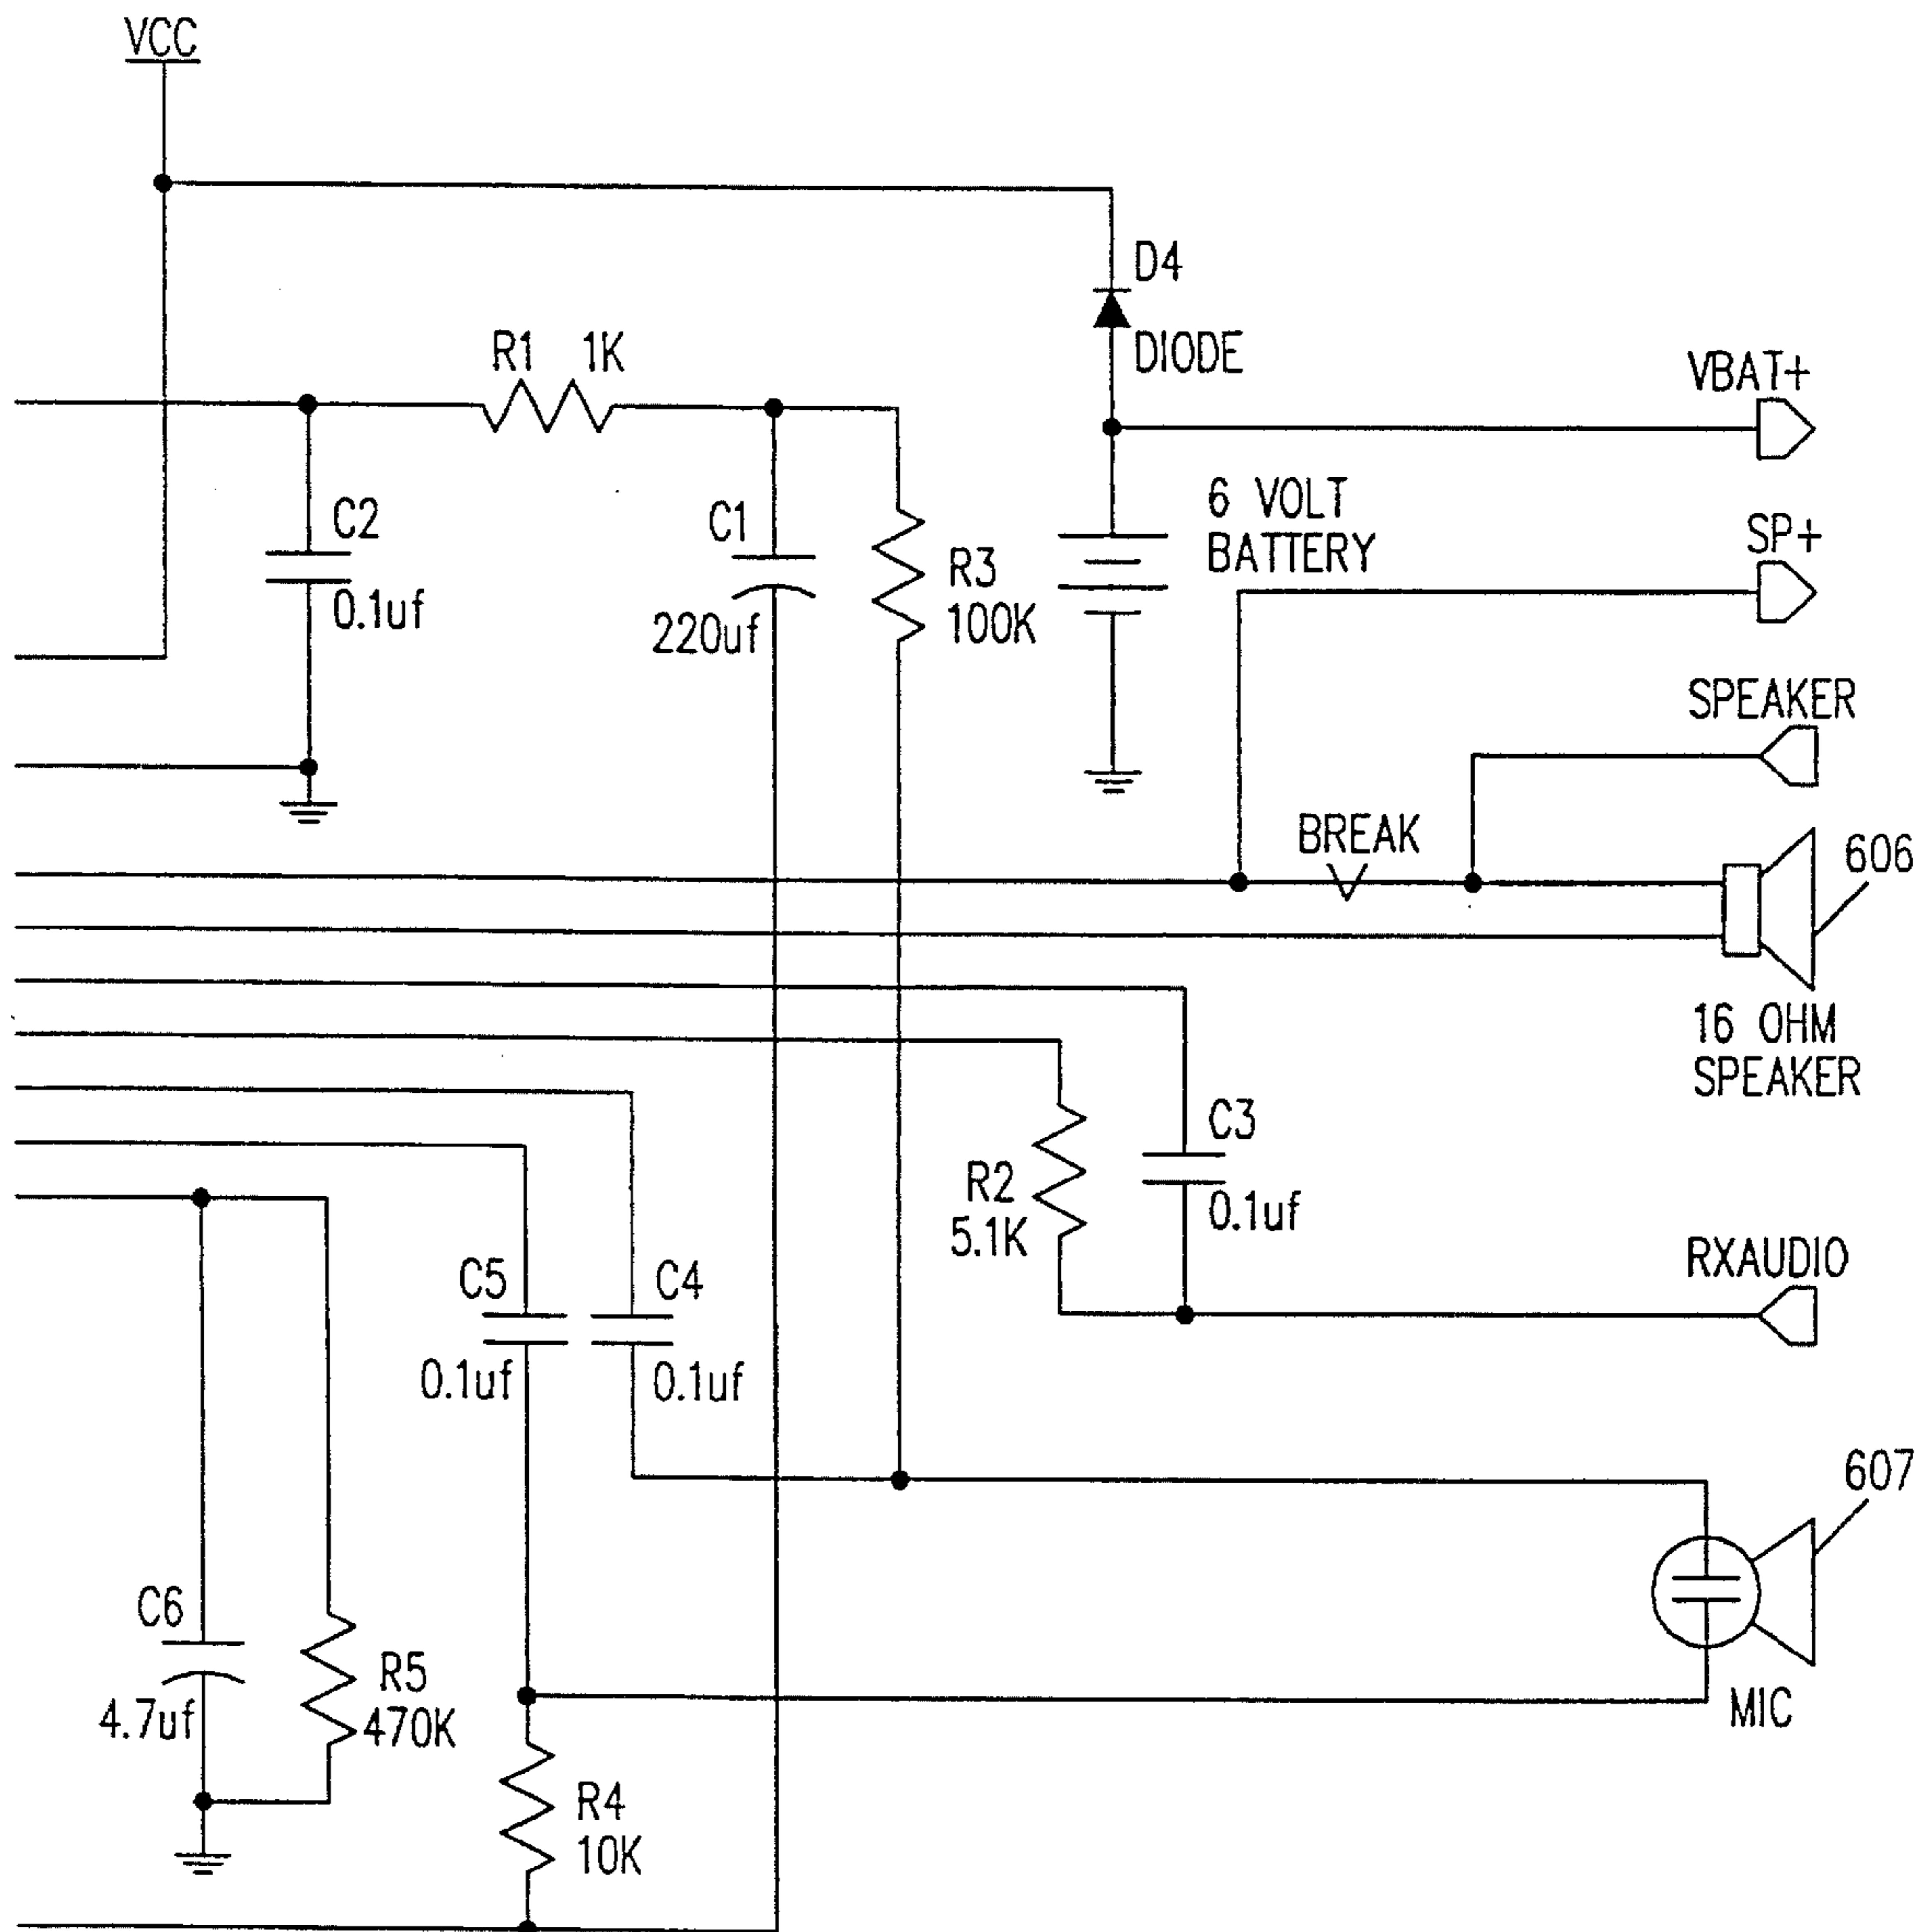 VCC
D4
DIODE
R1 1K
VBAT+
C2
0.1uf
C1
220uf
R3
100K
6 VOLT
BATTERY
SP+
SPEAKER
BREAK
606
16 OHM
SPEAKER
C3
0.1uf
R2
5.1K
RXAUDIO
C5
0.1uf
C4
0.1uf
607
C6
4.7uf
R5
470K
MIC
R4
10K